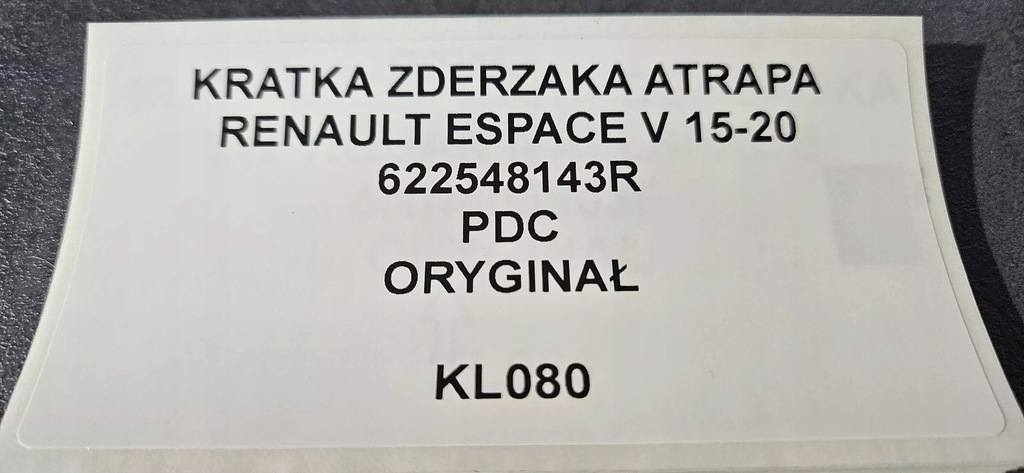 KRATKA ZDERZAKA ATRAPA
RENAULT ESPACE V 15-20
622548143R
PDC
ORYGINAŁ
KL080